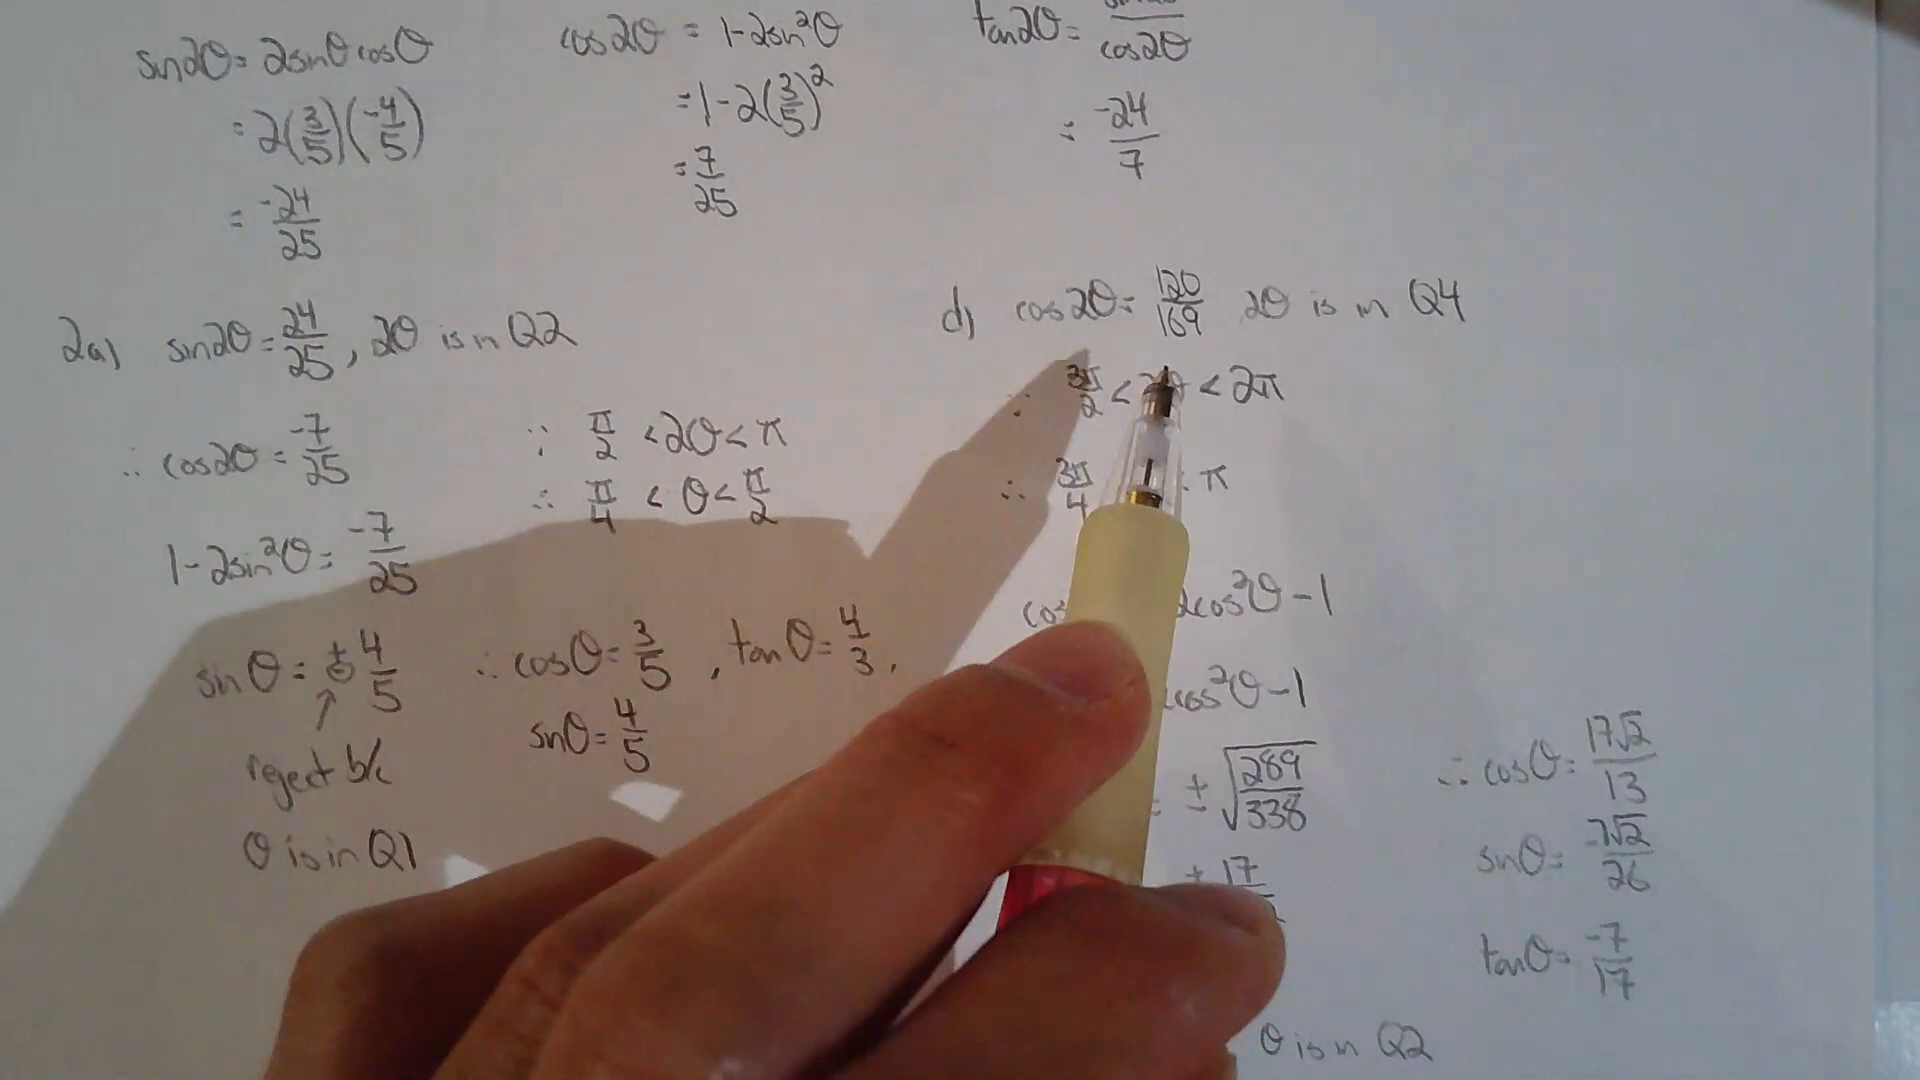 sin2θ = 2sinθcosθ
= 2(3/5)(-4/5)
= -24/25
cos2θ = 1-2sin²θ
= 1-2(3/5)²
= 7/25
tan2θ = /cos2θ
= -24/7
2a) sin2θ = 24/25, 2θ is in Q2
∴ cos2θ = -7/25
∵ π/2 < 2θ < π
∴ π/4 < θ < π/2
1-2sin²θ = -7/25
sinθ = ± 4/5
↑
reject b/c
θ is in Q1
∴ cosθ = 3/5, tanθ = 4/3,
sinθ = 4/5
d) cos2θ = 120/169 2θ is in Q4
∵ 3π/2 < 2θ < 2π
∴ 3π/4 π
cos 2cos²θ-1
cos²θ-1
= ± √(289/338)
± 17
θ is in Q2
∴ cosθ = 17√2/13
sinθ = -7√2/26
tanθ = -7/17